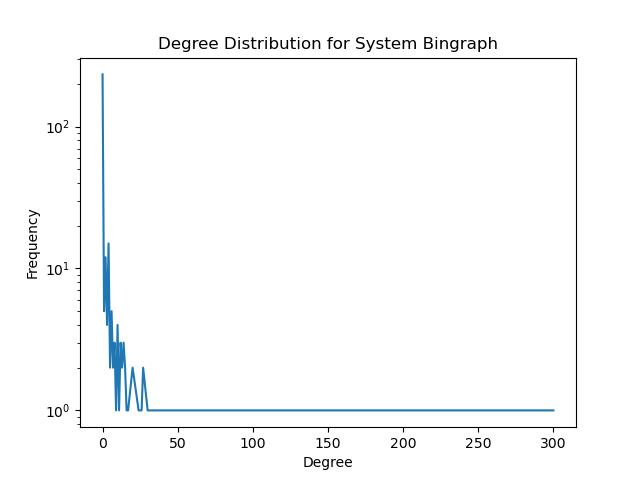 Degree Distribution for System Bingraph
Frequency
10²
10¹
10⁰
0 50 100 150 200 250 300
Degree